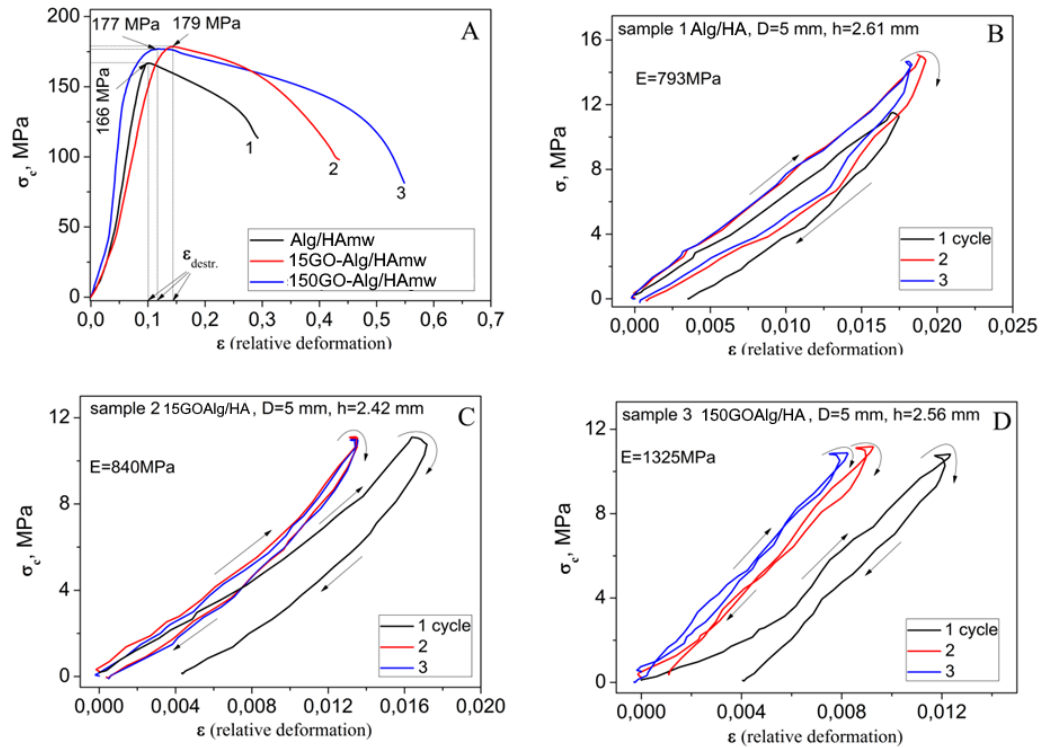 177 MPa
179 MPa
A
166 MPa
200
150
100
50
0
σc, MPa
1
2
3
εdestr.
Alg/HAmw
15GO-Alg/HAmw
150GO-Alg/HAmw
0,0 0,1 0,2 0,3 0,4 0,5 0,6 0,7
ε (relative deformation)
sample 1 Alg/HA, D=5 mm, h=2.61 mm
B
E=793MPa
16
12
8
4
0
σ, MPa
1 cycle
2
3
0,000 0,005 0,010 0,015 0,020 0,025
ε (relative deformation)
sample 2 15GOAlg/HA, D=5 mm, h=2.42 mm
C
E=840MPa
12
8
4
0
σc, MPa
1 cycle
2
3
0,000 0,004 0,008 0,012 0,016 0,020
ε (relative deformation)
sample 3 150GOAlg/HA, D=5 mm, h=2.56 mm
D
E=1325MPa
12
8
4
0
σc, MPa
1 cycle
2
3
0,000 0,004 0,008 0,012
ε (relative deformation)